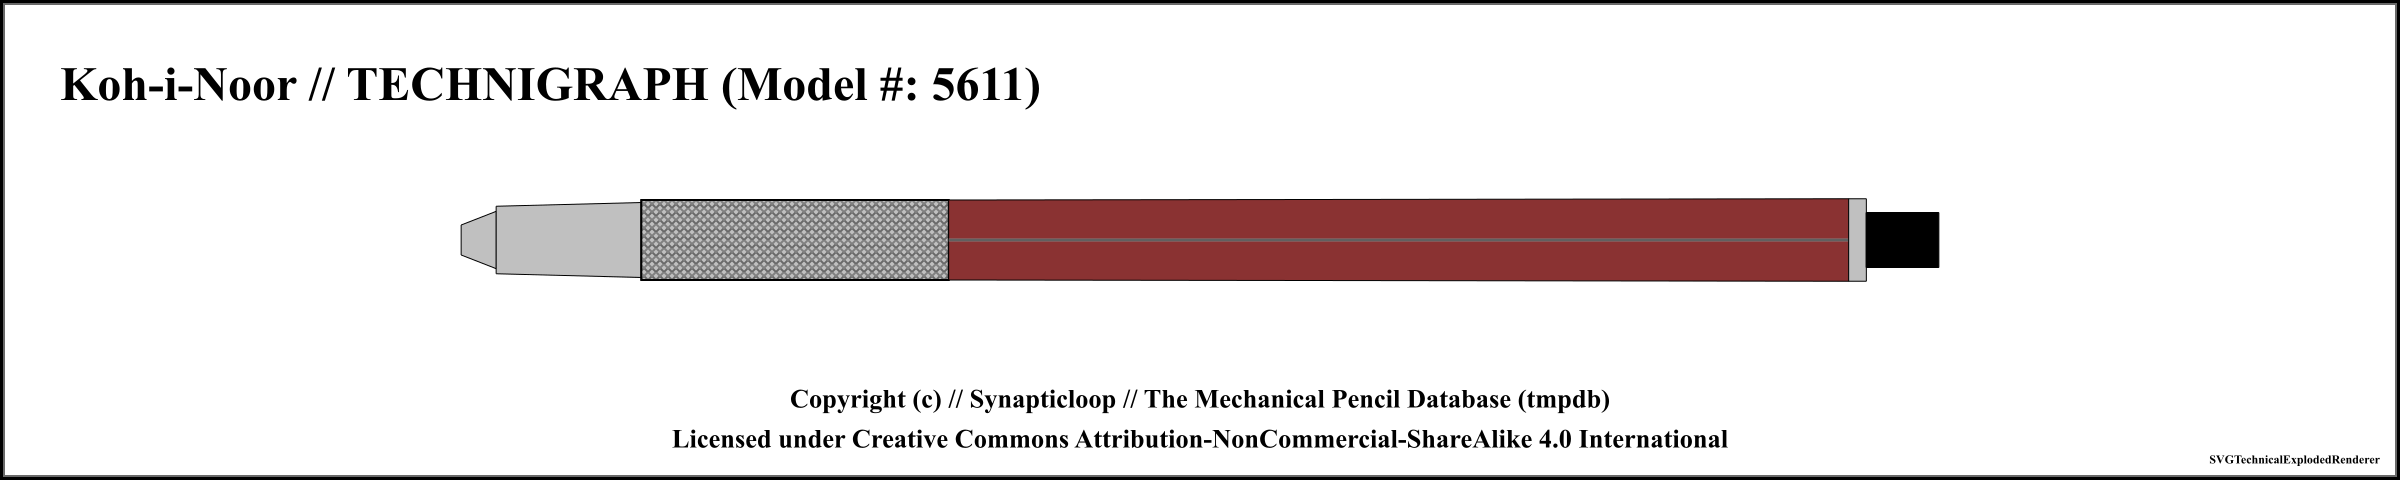 Koh-i-Noor // TECHNIGRAPH (Model #: 5611)
Copyright (c) // Synapticloop // The Mechanical Pencil Database (tmpdb)
Licensed under Creative Commons Attribution-NonCommercial-ShareAlike 4.0 International
SVGTechnicalExplodedRenderer